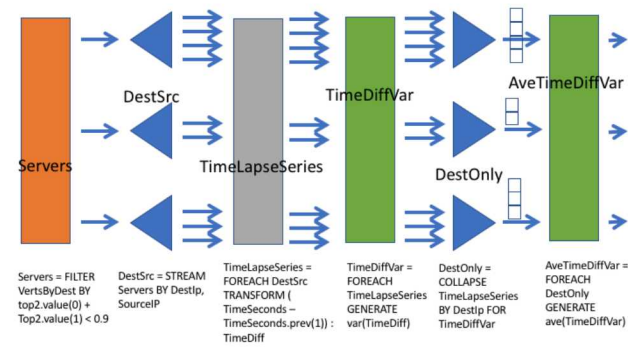 DestSrc
TimeDiffVar
AveTimeDiffVar
Servers
TimeLapseSeries
DestOnly
Servers = FILTER
VertsByDest BY
top2.value(0) +
Top2.value(1) < 0.9
DestSrc = STREAM
Servers BY DestIp,
SourceIP
TimeLapseSeries =
FOREACH DestSrc
TRANSFORM (
TimeSeconds –
TimeSeconds.prev(1)) :
TimeDiff
TimeDiffVar =
FOREACH
TimeLapseSeries
GENERATE
var(TimeDiff)
DestOnly =
COLLAPSE
TimeLapseSeries
BY DestIp FOR
TimeDiffVar
AveTimeDiffVar =
FOREACH
DestOnly
GENERATE
ave(TimeDiffVar)